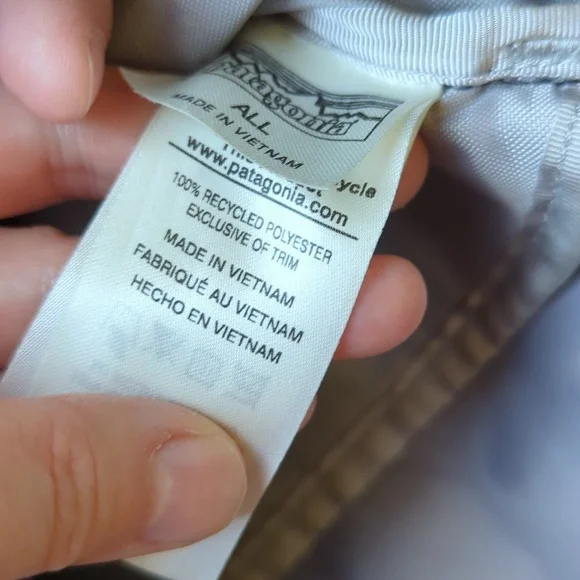 patagonia
ALL
MADE IN VIETNAM
www.patagonia.com
100% RECYCLED POLYESTER
EXCLUSIVE OF TRIM
MADE IN VIETNAM
FABRIQUÉ AU VIETNAM
HECHO EN VIETNAM